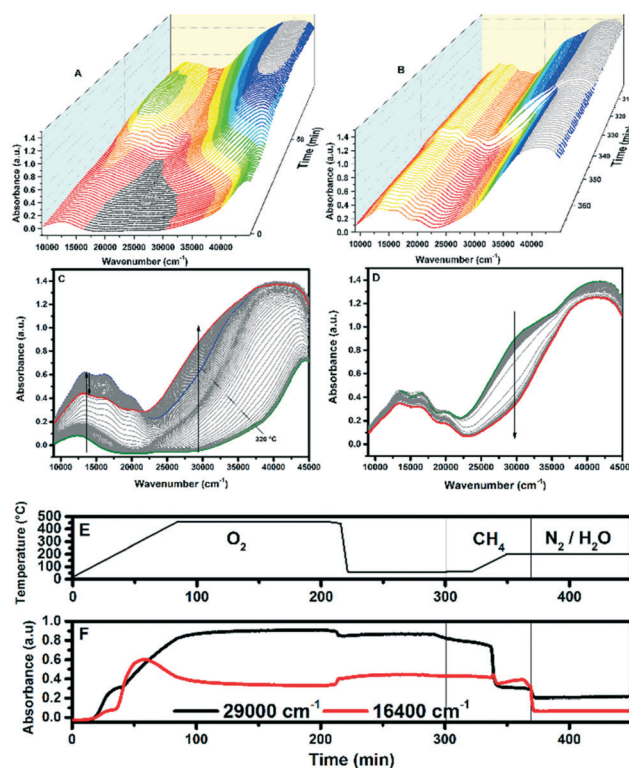 A
B
1.4
1.2
1.0
0.8
0.6
0.4
0.2
0.0
Absorbance (a.u.)
10000 15000 20000 25000 30000 35000 40000
Wavenumber (cm⁻¹)
0
50
Time (min)
1.4
1.2
1.0
0.8
0.6
0.4
0.2
0.0
Absorbance (a.u.)
10000 15000 20000 25000 30000 35000 40000
Wavenumber (cm⁻¹)
320
330
340
350
360
Time (min)
C
1.4
1.2
1.0
0.8
0.6
0.4
0.2
0.0
Absorbance (a.u.)
320 °C
10000 15000 20000 25000 30000 35000 40000 45000
Wavenumber (cm⁻¹)
D
1.4
1.2
1.0
0.8
0.6
0.4
0.2
0.0
Absorbance (a.u.)
10000 15000 20000 25000 30000 35000 40000
Wavenumber (cm⁻¹)
E
Temperature (°C)
500
400
300
200
100
0
O₂
CH₄
N₂ / H₂O
0 100 200 300 400
F
Absorbance (a.u)
1.0
0.8
0.6
0.4
0.2
0.0
29000 cm⁻¹
16400 cm⁻¹
0 100 200 300 400
Time (min)